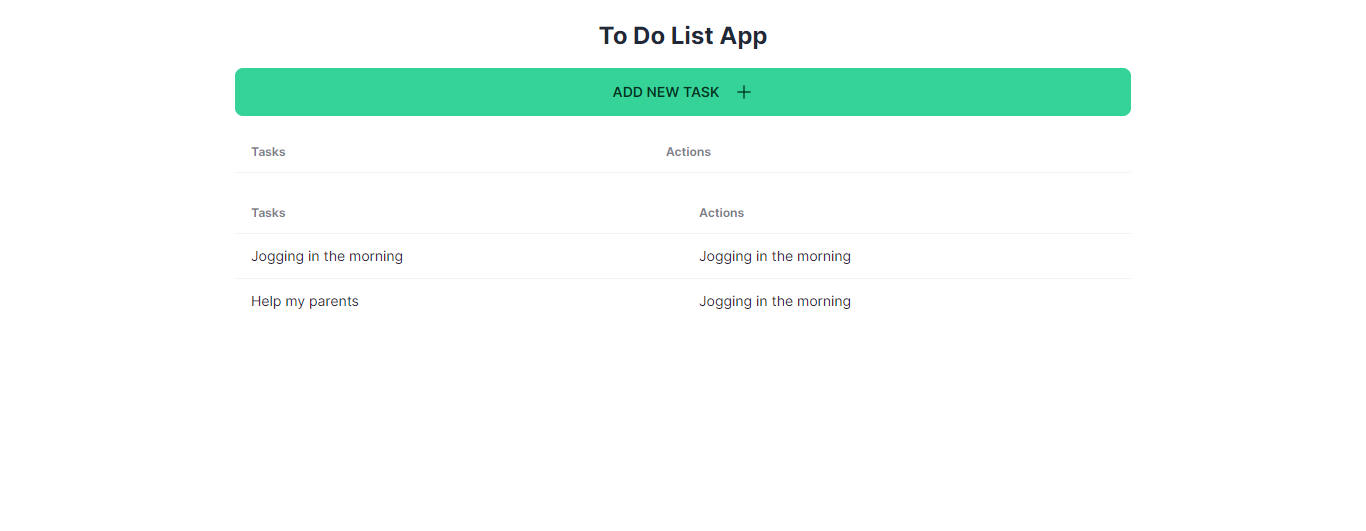 To Do List App
ADD NEW TASK
Tasks Actions
Tasks Actions
Jogging in the morning Jogging in the morning
Help my parents Jogging in the morning